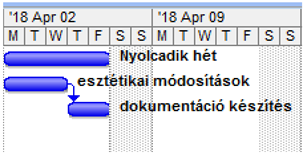 '18 Apr 02 '18 Apr 09
M T W T F S S M T W T F S S
Nyolcadik hét
esztétikai módosítások
dokumentáció készítés